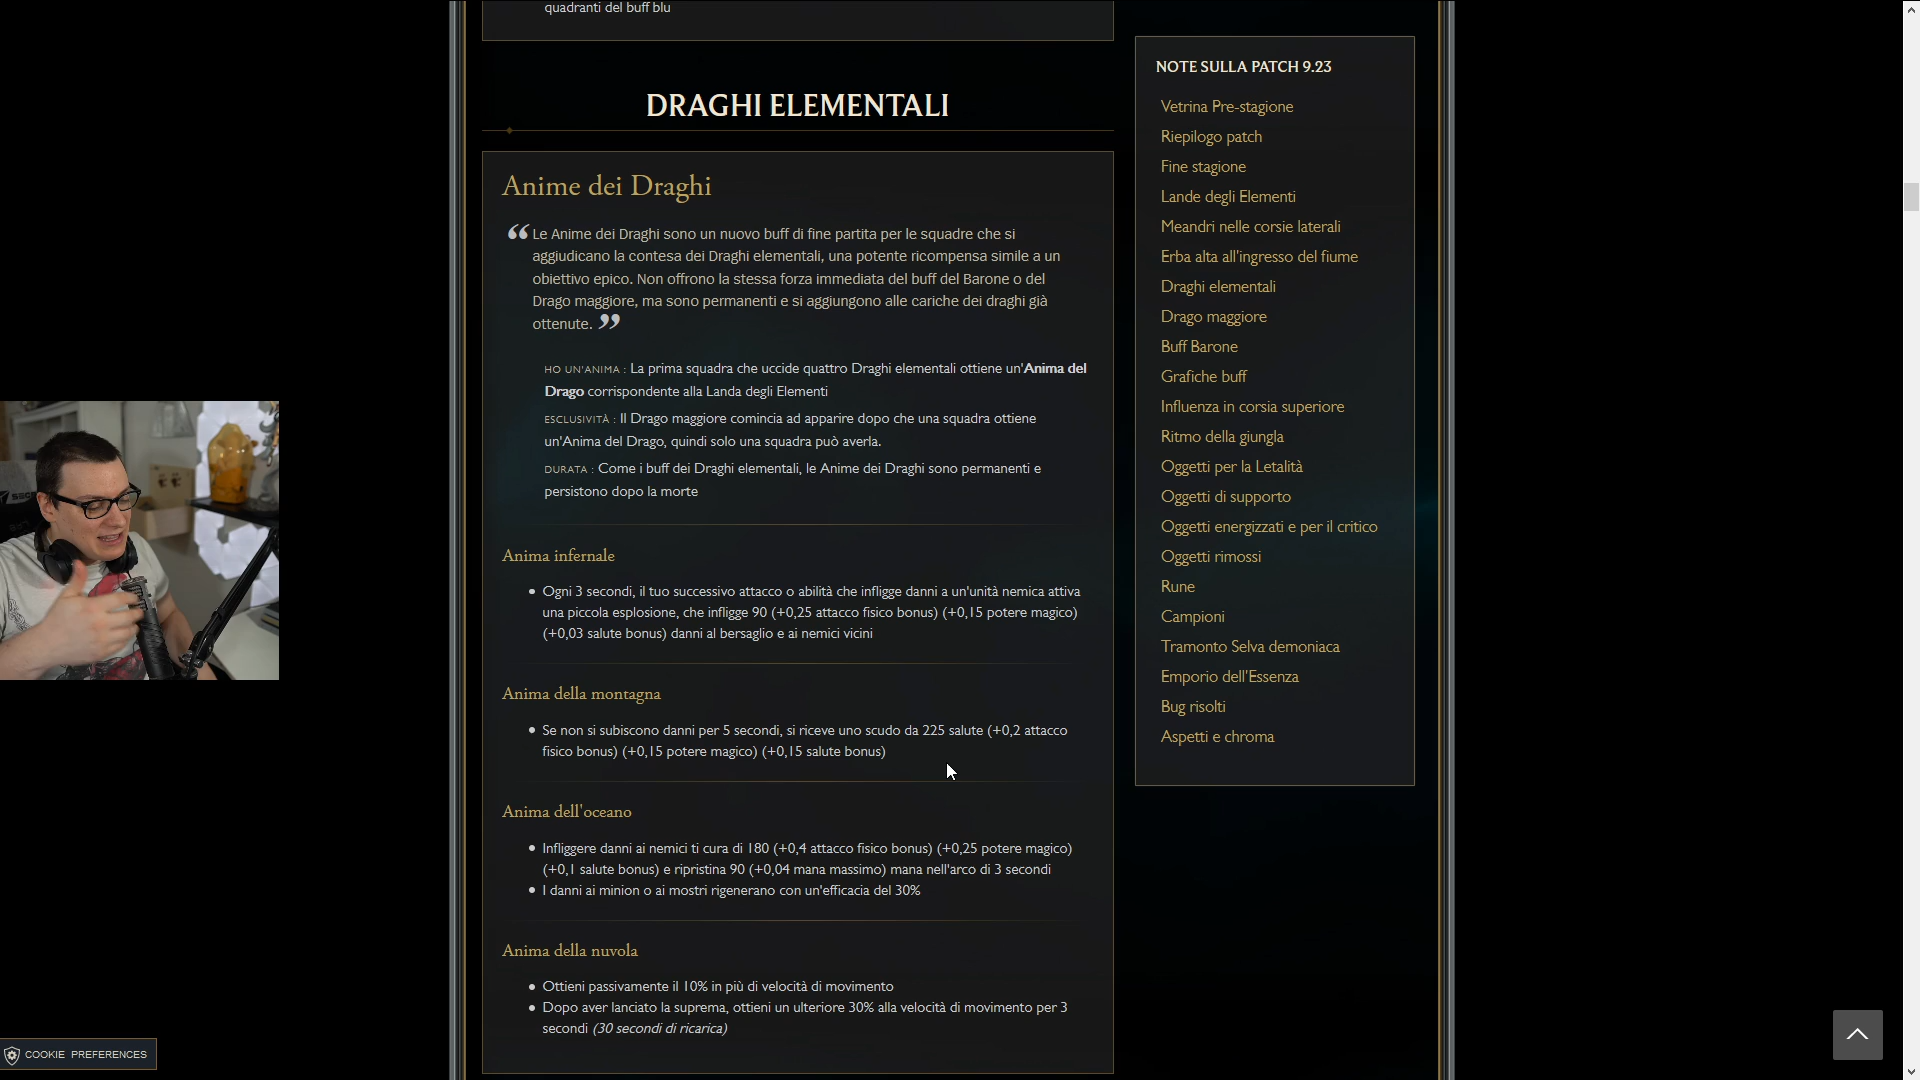 quadranti del buff blu
DRAGHI ELEMENTALI
Anime dei Draghi
“ Le Anime dei Draghi sono un nuovo buff di fine partita per le squadre che si
aggiudicano la contesa dei Draghi elementali, una potente ricompensa simile a un
obiettivo epico. Non offrono la stessa forza immediata del buff del Barone o del
Drago maggiore, ma sono permanenti e si aggiungono alle cariche dei draghi già
ottenute. ”
HO UN'ANIMA : La prima squadra che uccide quattro Draghi elementali ottiene un'Anima del
Drago corrispondente alla Landa degli Elementi
ESCLUSIVITÀ : Il Drago maggiore comincia ad apparire dopo che una squadra ottiene
un'Anima del Drago, quindi solo una squadra può averla.
DURATA : Come i buff dei Draghi elementali, le Anime dei Draghi sono permanenti e
persistono dopo la morte
Anima infernale
• Ogni 3 secondi, il tuo successivo attacco o abilità che infligge danni a un'unità nemica attiva
una piccola esplosione, che infligge 90 (+0,25 attacco fisico bonus) (+0,15 potere magico)
(+0,03 salute bonus) danni al bersaglio e ai nemici vicini
Anima della montagna
• Se non si subiscono danni per 5 secondi, si riceve uno scudo da 225 salute (+0,2 attacco
fisico bonus) (+0,15 potere magico) (+0,15 salute bonus)
Anima dell'oceano
• Infliggere danni ai nemici ti cura di 180 (+0,4 attacco fisico bonus) (+0,25 potere magico)
(+0,1 salute bonus) e ripristina 90 (+0,04 mana massimo) mana nell'arco di 3 secondi
• I danni ai minion o ai mostri rigenerano con un'efficacia del 30%
Anima della nuvola
• Ottieni passivamente il 10% in più di velocità di movimento
• Dopo aver lanciato la suprema, ottieni un ulteriore 30% alla velocità di movimento per 3
secondi (30 secondi di ricarica)
NOTE SULLA PATCH 9.23
Vetrina Pre-stagione
Riepilogo patch
Fine stagione
Lande degli Elementi
Meandri nelle corsie laterali
Erba alta all'ingresso del fiume
Draghi elementali
Drago maggiore
Buff Barone
Grafiche buff
Influenza in corsia superiore
Ritmo della giungla
Oggetti per la Letalità
Oggetti di supporto
Oggetti energizzati e per il critico
Oggetti rimossi
Rune
Campioni
Tramonto Selva demoniaca
Emporio dell'Essenza
Bug risolti
Aspetti e chroma
COOKIE PREFERENCES